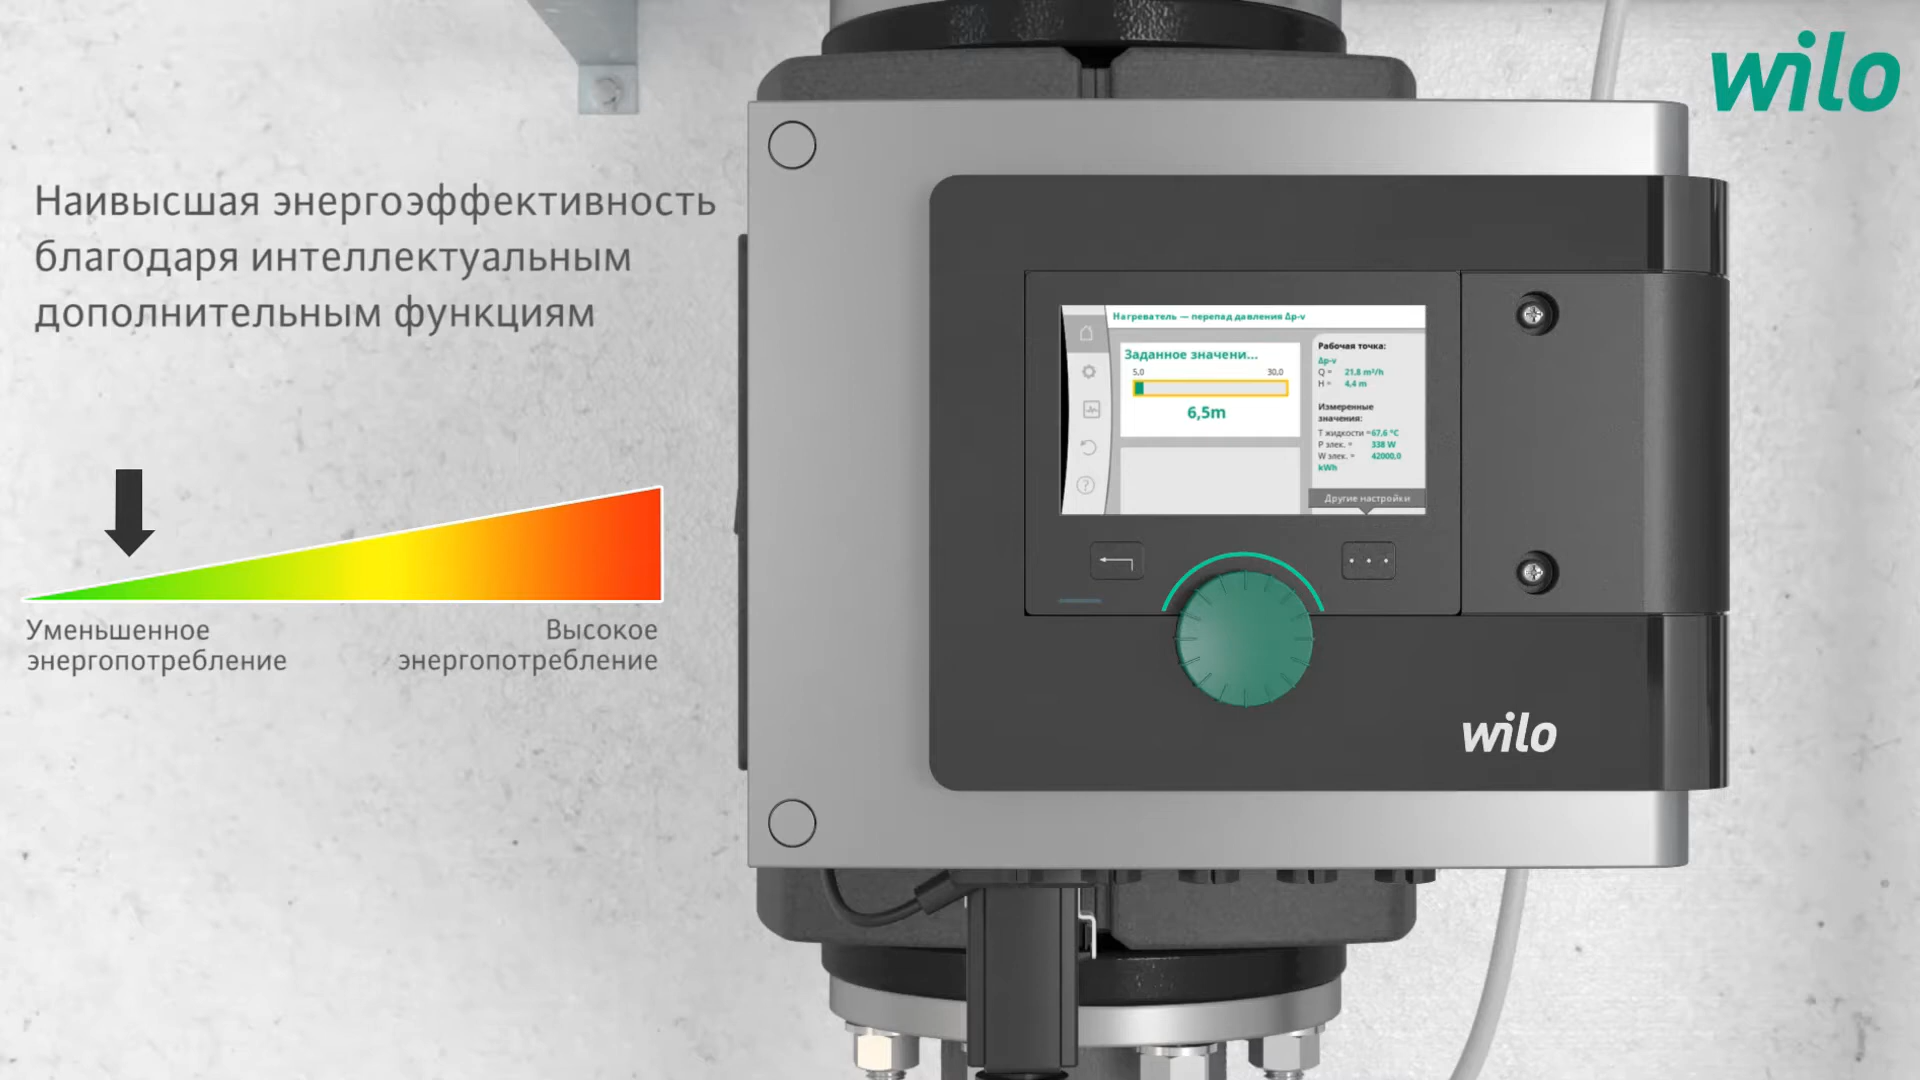 wilo
Наивысшая энергоэффективность
благодаря интеллектуальным
дополнительным функциям
Уменьшенное
энергопотребление
Высокое
энергопотребление
Нагреватель — перепад давления Δp-v
Заданное значени...
5,0 30,0
6,5m
Рабочая точка:
Δp-v
Q = 21.8 m³/h
H = 4,4 m
Измеренные
значения:
T жидкости =67,6 °C
P элек. = 338 W
W элек. = 42000,0
kWh
Другие настройки
wilo